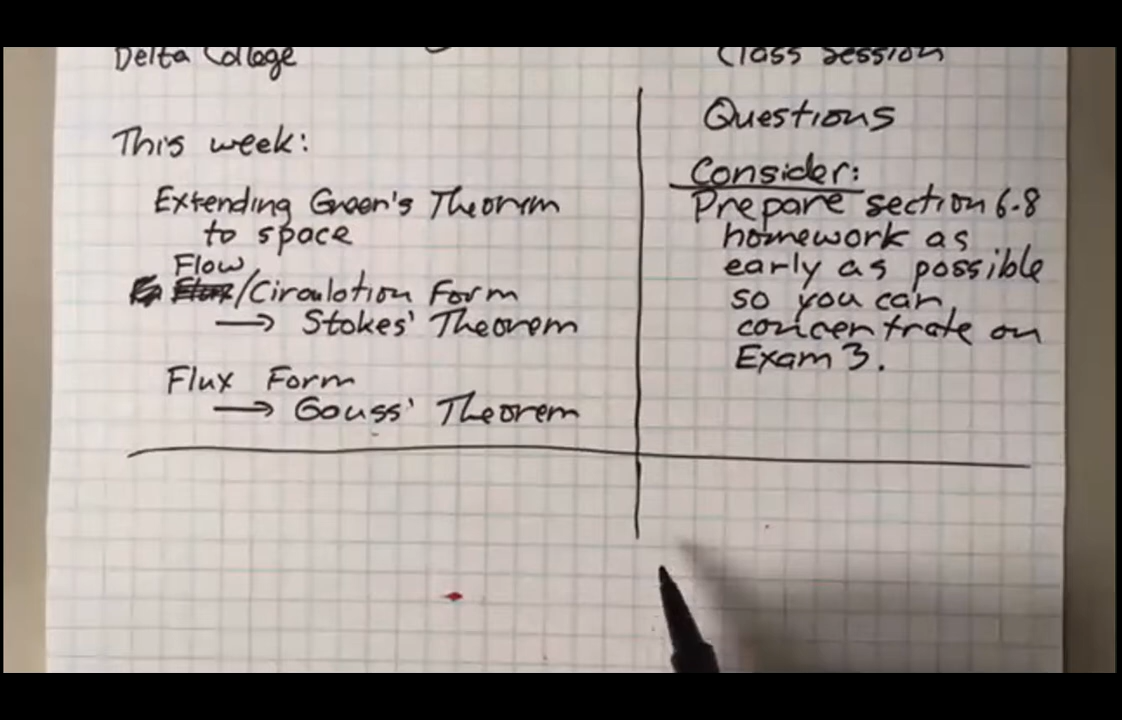 Delta College
This week:
Extending Green's Theorem
to space
Flow
/Circulation Form
→ Stokes' Theorem
Flux Form
→ Gauss' Theorem
Class Session
Questions
Consider:
Prepare section 6.8
homework as
early as possible
so you can
concentrate on
Exam 3.